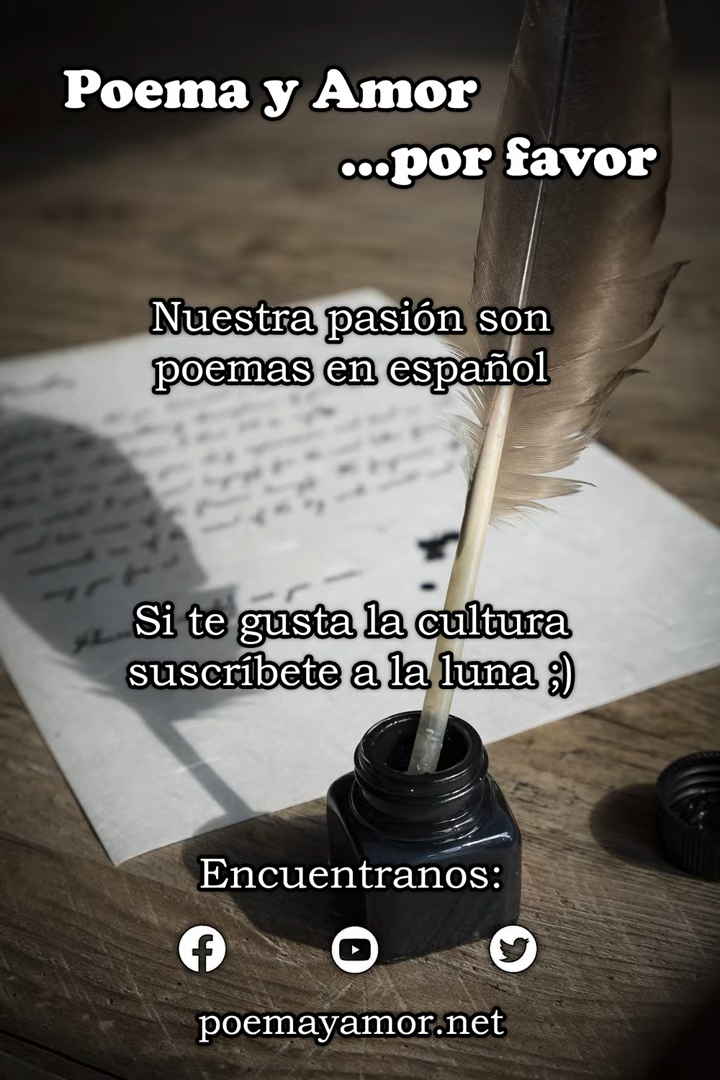 Poema y Amor
...por favor
Nuestra pasión son
poemas en español
Si te gusta la cultura
suscríbete a la luna ;)
Encuentranos:
poemayamor.net